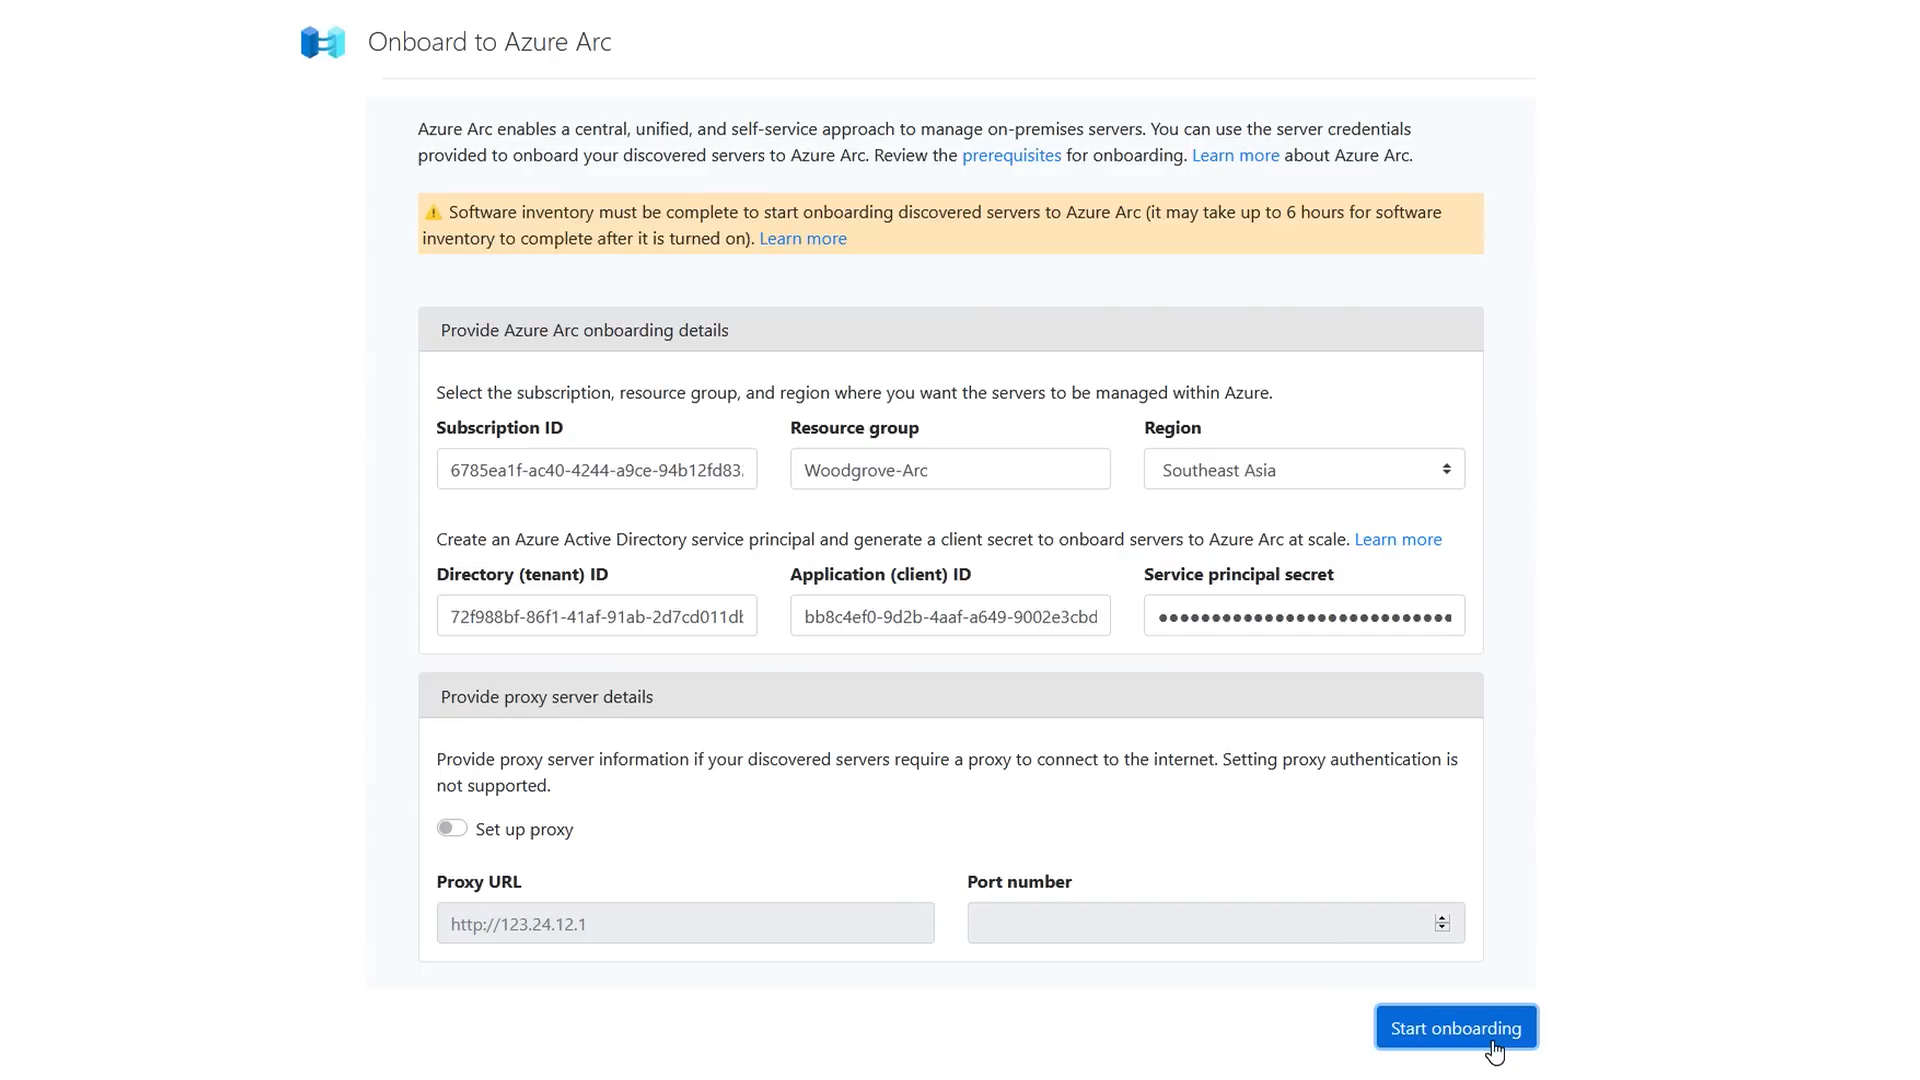 Onboard to Azure Arc
Azure Arc enables a central, unified, and self-service approach to manage on-premises servers. You can use the server credentials
provided to onboard your discovered servers to Azure Arc. Review the prerequisites for onboarding. Learn more about Azure Arc.
Software inventory must be complete to start onboarding discovered servers to Azure Arc (it may take up to 6 hours for software
inventory to complete after it is turned on). Learn more
Provide Azure Arc onboarding details
Select the subscription, resource group, and region where you want the servers to be managed within Azure.
Subscription ID Resource group Region
6785ea1f-ac40-4244-a9ce-94b12fd83 Woodgrove-Arc Southeast Asia
Create an Azure Active Directory service principal and generate a client secret to onboard servers to Azure Arc at scale. Learn more
Directory (tenant) ID Application (client) ID Service principal secret
72f988bf-86f1-41af-91ab-2d7cd011db bb8c4ef0-9d2b-4aaf-a649-9002e3cbd ••••••••••••••••••••••••••••
Provide proxy server details
Provide proxy server information if your discovered servers require a proxy to connect to the internet. Setting proxy authentication is
not supported.
Set up proxy
Proxy URL Port number
http://123.24.12.1
Start onboarding